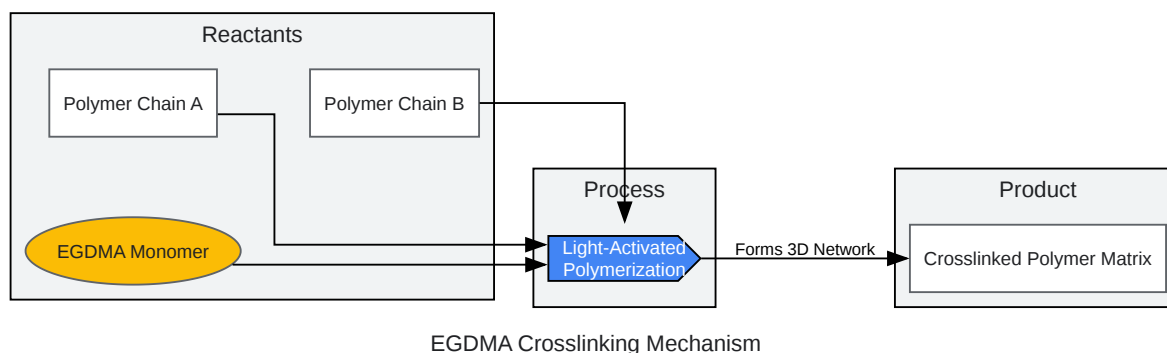 Reactants
Polymer Chain A
Polymer Chain B
EGDMA Monomer
Process
Light-Activated
Polymerization
Forms 3D Network
Product
Crosslinked Polymer Matrix
EGDMA Crosslinking Mechanism